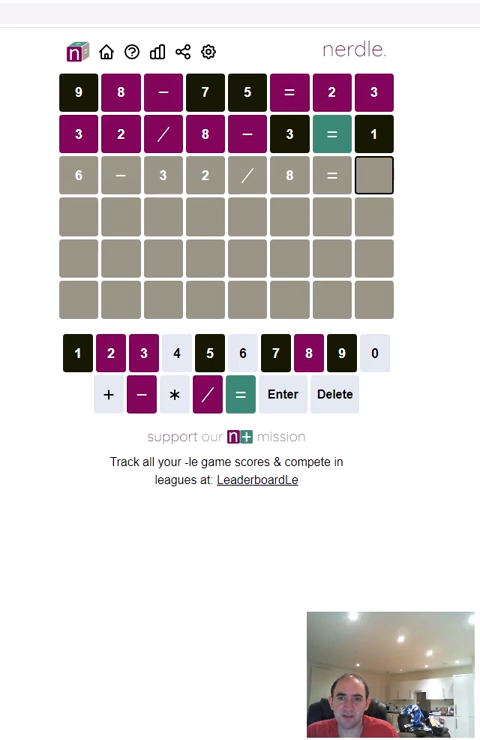 n nerdle.
9 8 − 7 5 = 2 3
3 2 / 8 − 3 = 1
6 − 3 2 / 8 =
1 2 3 4 5 6 7 8 9 0
+ − * / = Enter Delete
support our n+ mission
Track all your -le game scores & compete in
leagues at: LeaderboardLe